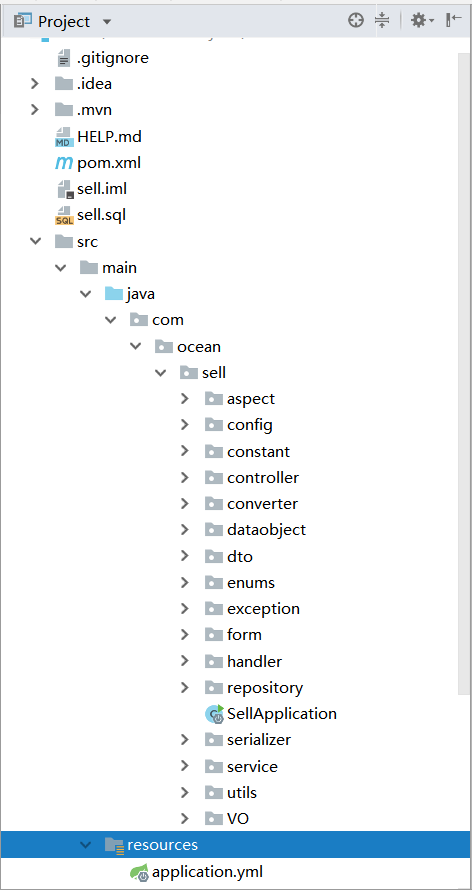 Project
.gitignore
.idea
.mvn
MD HELP.md
m pom.xml
sell.iml
SQL sell.sql
src
main
java
com
ocean
sell
aspect
config
constant
controller
converter
dataobject
dto
enums
exception
form
handler
repository
C SellApplication
serializer
service
utils
VO
resources
application.yml